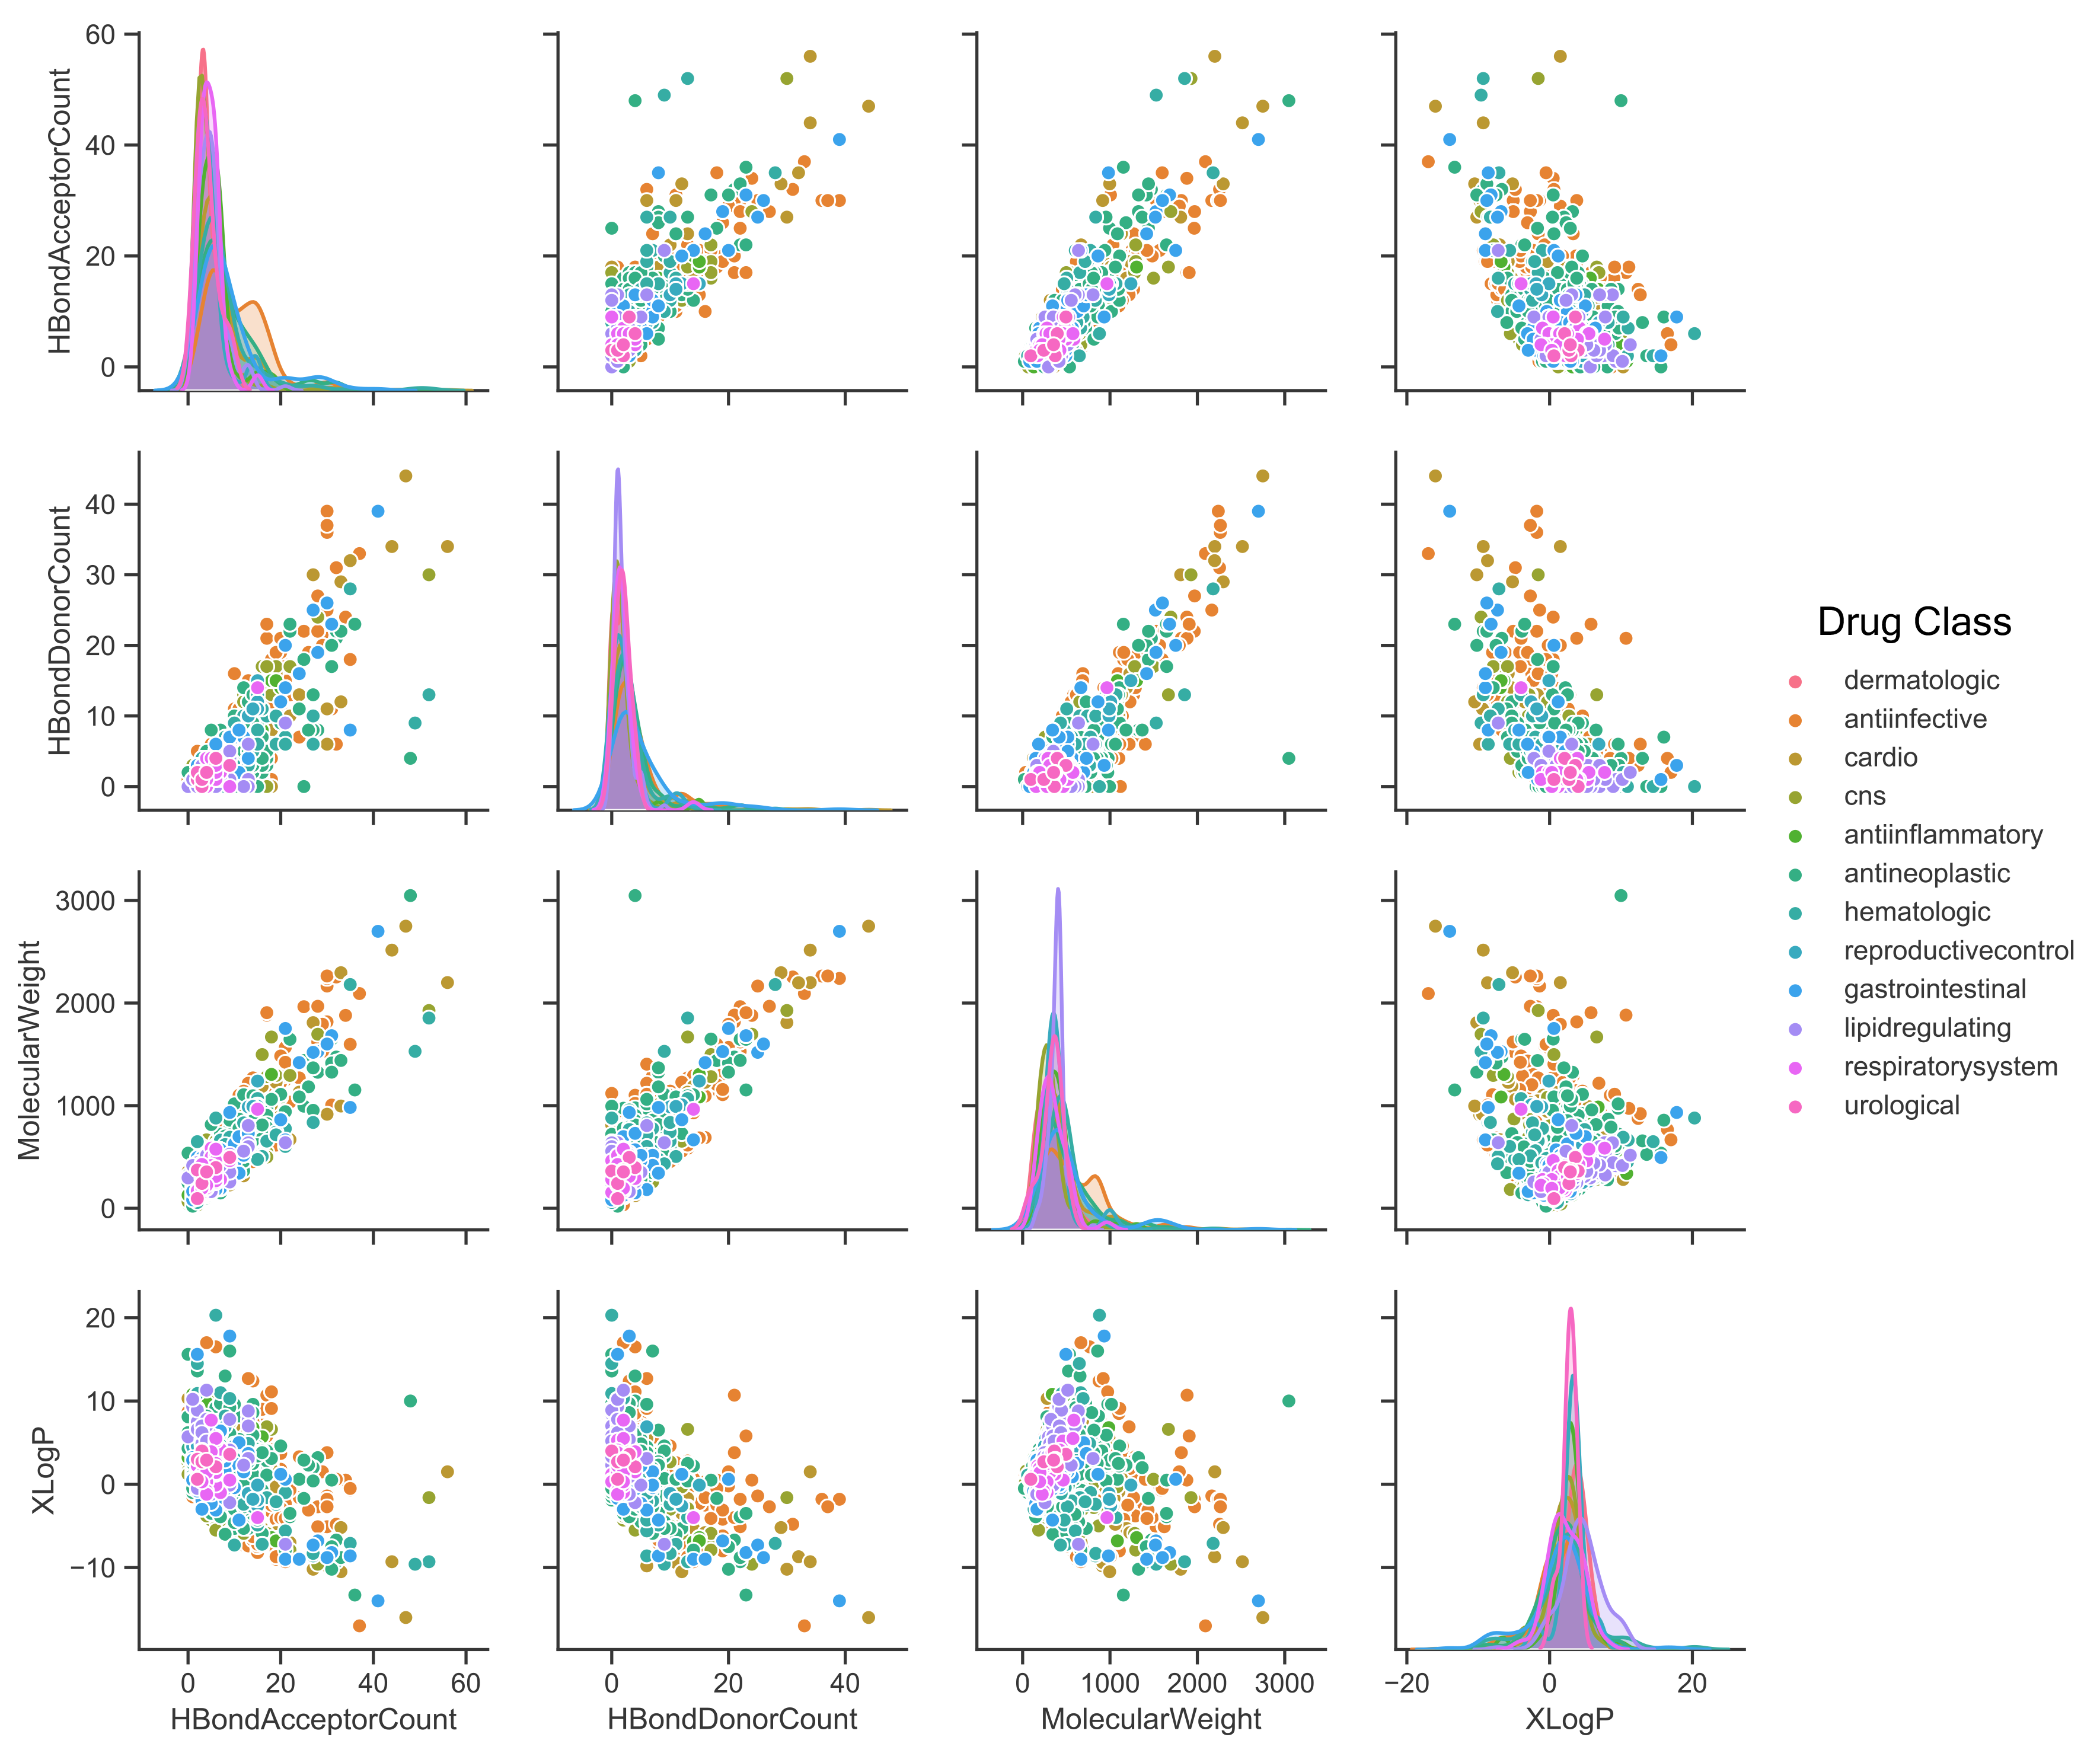 60
40
20
0
HBondAcceptorCount
40
30
20
10
0
HBondDonorCount
3000
2000
1000
0
MolecularWeight
20
10
0
−10
XLogP
0 20 40 60
HBondAcceptorCount
0 20 40
HBondDonorCount
0 1000 2000 3000
MolecularWeight
−20 0 20
XLogP
Drug Class
dermatologic
antiinfective
cardio
cns
antiinflammatory
antineoplastic
hematologic
reproductivecontrol
gastrointestinal
lipidregulating
respiratorysystem
urological